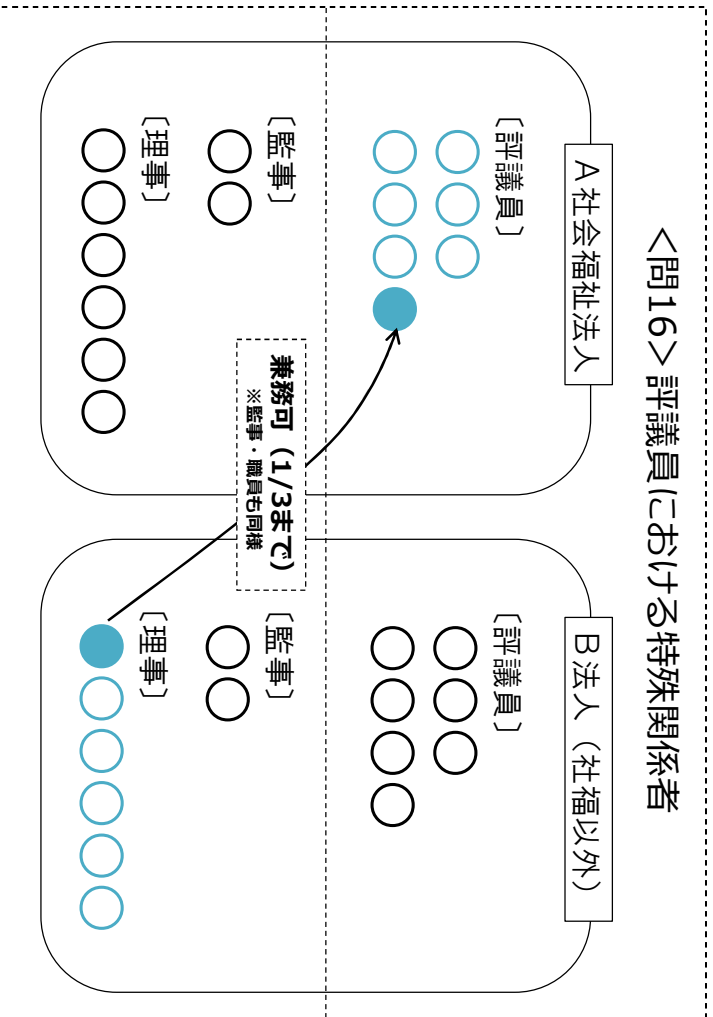 ＜問16＞評議員における特殊関係者
Ａ社会福祉法人
〔評議員〕
〔監事〕
〔理事〕
兼務可（1/3まで）
※監事・職員も同様
Ｂ法人（社福以外）
〔評議員〕
〔監事〕
〔理事〕